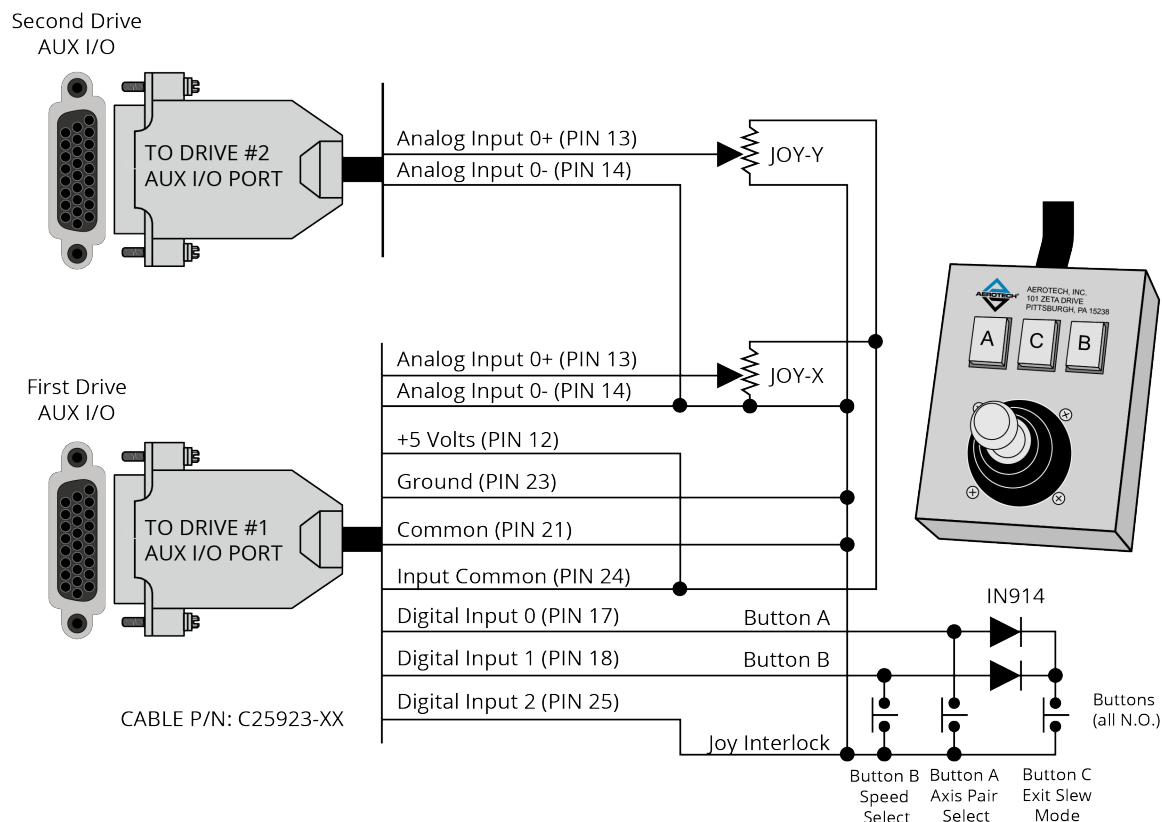 Second Drive
AUX I/O
TO DRIVE #2
AUX I/O PORT
Analog Input 0+ (PIN 13)
Analog Input 0- (PIN 14)
JOY-Y
AEROTECH
AEROTECH, INC.
101 ZETA DRIVE
PITTSBURGH, PA 15238
A
C
B
First Drive
AUX I/O
TO DRIVE #1
AUX I/O PORT
Analog Input 0+ (PIN 13)
Analog Input 0- (PIN 14)
JOY-X
+5 Volts (PIN 12)
Ground (PIN 23)
Common (PIN 21)
Input Common (PIN 24)
Digital Input 0 (PIN 17)
Button A
IN914
Digital Input 1 (PIN 18)
Button B
Digital Input 2 (PIN 25)
Joy Interlock
Buttons
(all N.O.)
CABLE P/N: C25923-XX
Button B
Speed
Select
Button A
Axis Pair
Select
Button C
Exit Slew
Mode